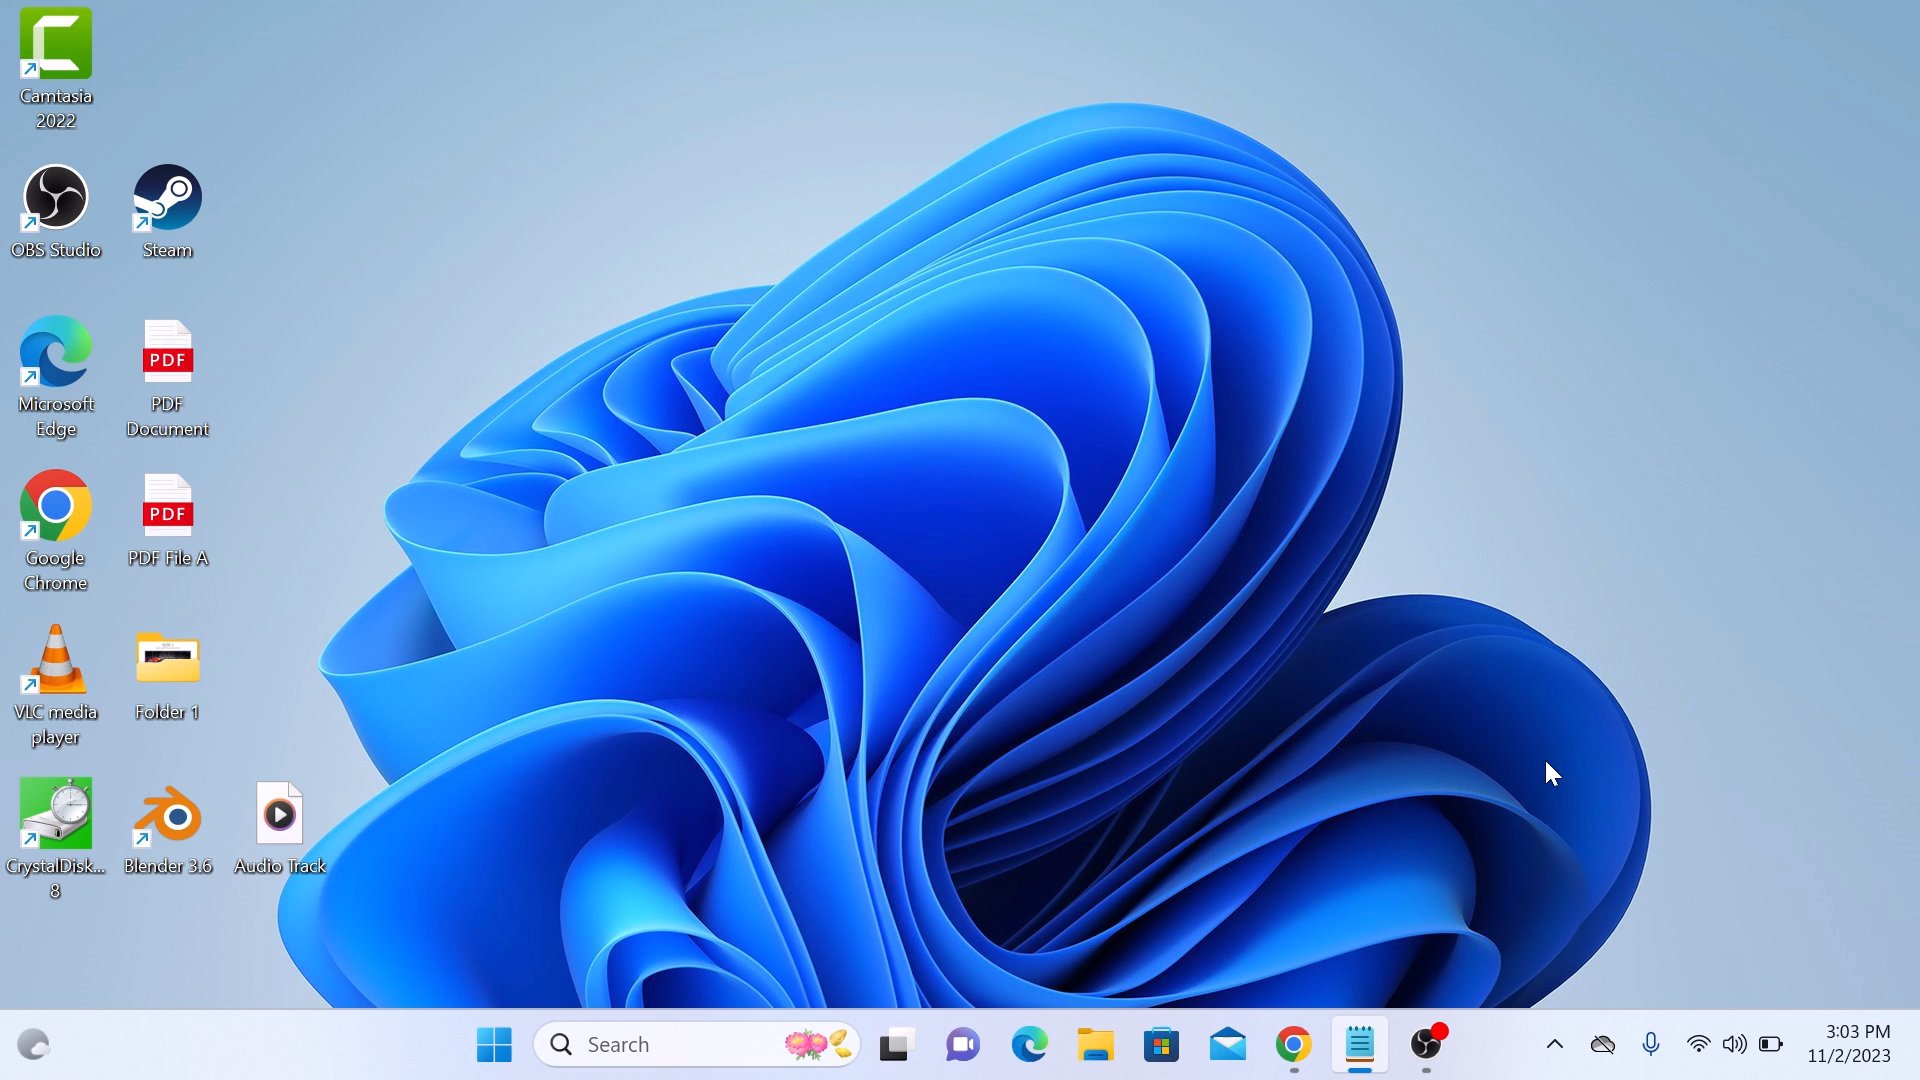 Camtasia
2022
OBS Studio
Steam
Microsoft
Edge
PDF
PDF
Document
Google
Chrome
PDF
PDF File A
VLC media
player
Folder 1
CrystalDisk...
8
Blender 3.6
Audio Track
Search
3:03 PM
11/2/2023